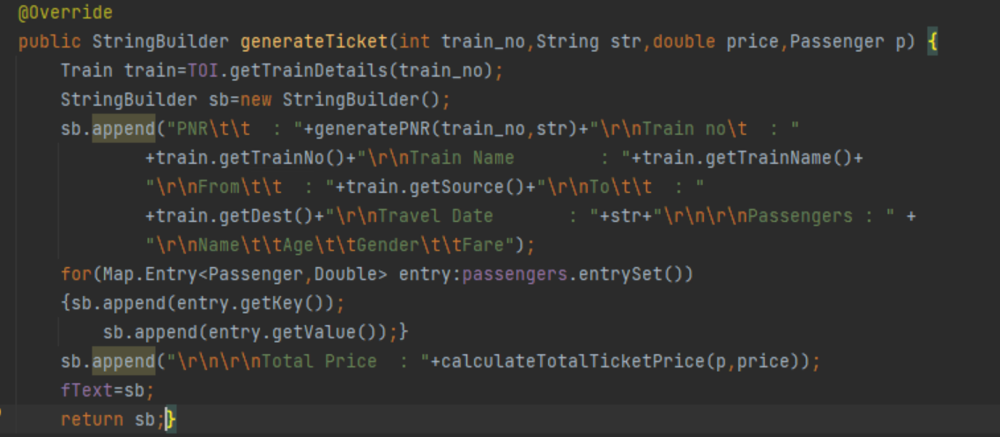 @Override
public StringBuilder generateTicket(int train_no,String str,double price,Passenger p) {
    Train train=TOI.getTrainDetails(train_no);
    StringBuilder sb=new StringBuilder();
    sb.append("PNR\t\t  : "+generatePNR(train_no,str)+"\r\nTrain no\t  : "
            +train.getTrainNo()+"\r\nTrain Name        : "+train.getTrainName()+
            "\r\nFrom\t\t  : "+train.getSource()+"\r\nTo\t\t  : "
            +train.getDest()+"\r\nTravel Date       : "+str+"\r\n\r\nPassengers : " +
            "\r\nName\t\tAge\t\tGender\t\tFare");
    for(Map.Entry<Passenger,Double> entry:passengers.entrySet())
    {sb.append(entry.getKey());
        sb.append(entry.getValue());}
    sb.append("\r\n\r\nTotal Price  : "+calculateTotalTicketPrice(p,price));
    fText=sb;
    return sb;}